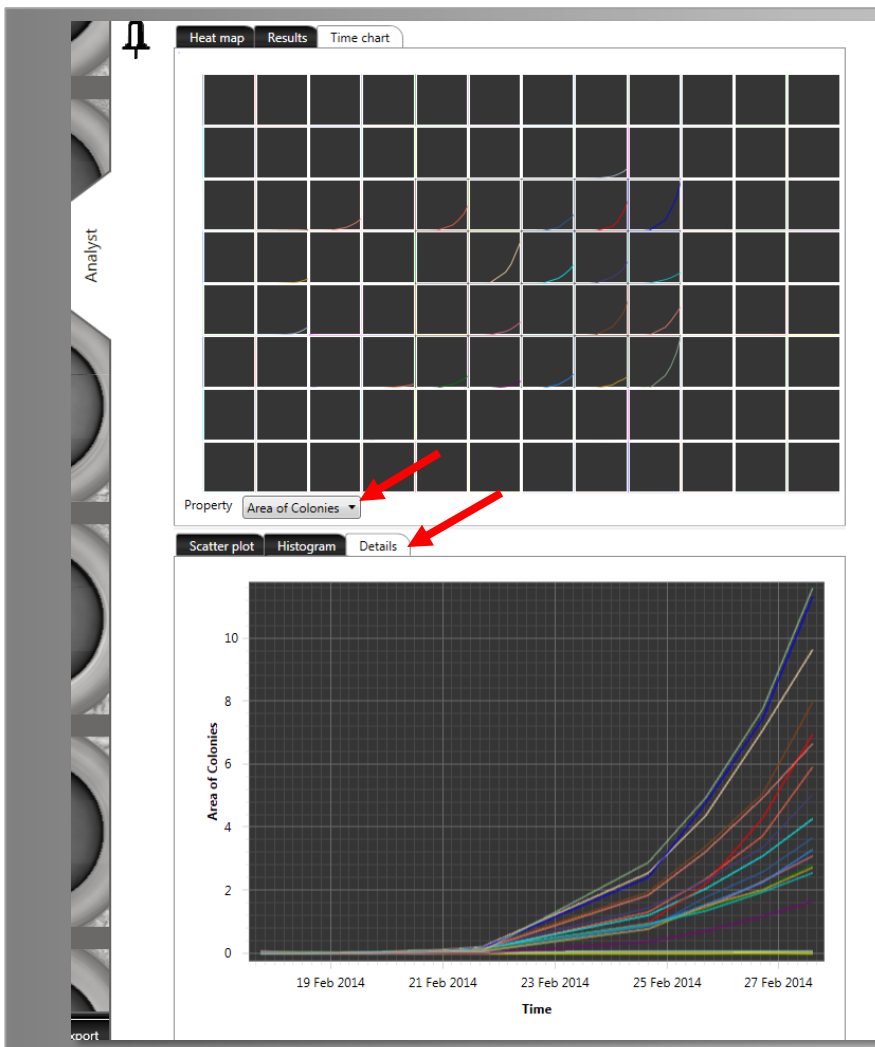 Heat map Results Time chart
Analyst
Property Area of Colonies
Scatter plot Histogram Details
Area of Colonies
10
8
6
4
2
0
19 Feb 2014 21 Feb 2014 23 Feb 2014 25 Feb 2014 27 Feb 2014
Time